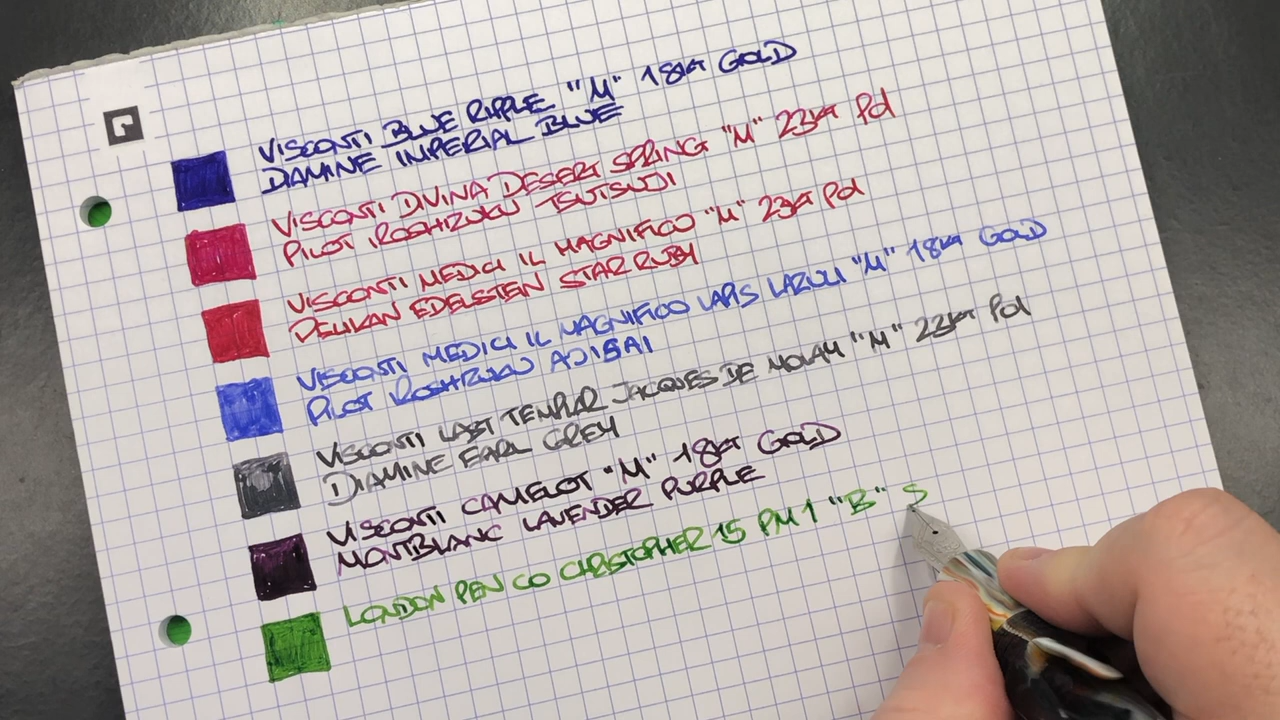 VISCONTI BLUE RIPPLE "M" 18kt GOLD
DIAMINE IMPERIAL BLUE
VISCONTI DIVINA DESERT SPRING "M" 23kt Pd
PILOT IROSHIZUKU TSUTSUJI
VISCONTI MEDICI IL MAGNIFICO "M" 23kt Pd
PELIKAN EDELSTEIN STAR RUBY
VISCONTI MEDICI IL MAGNIFICO LAPIS LAZULI "M" 18kt GOLD
PILOT IROSHIZUKU AJISAI
VISCONTI LAST TEMPLAR JACQUES DE MOLAY "M" 23kt Pd
DIAMINE EARL GREY
VISCONTI CAMELOT "M" 18kt GOLD
MONTBLANC LAVENDER PURPLE
LONDON PEN CO CHRISTOPHER 15 PM1 "B" S